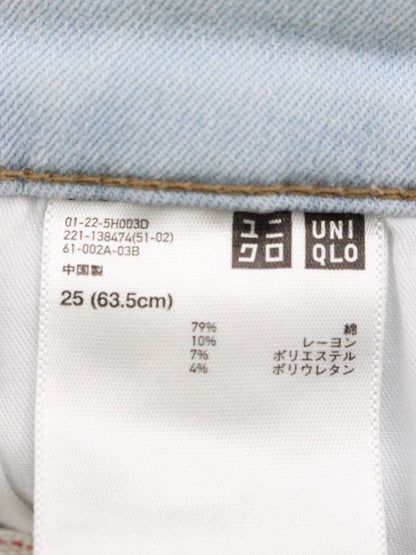 01-22-5H003D
221-138474(51-02)
61-002A-03B
中国製
ユニ
クロ
UNI
QLO
25 (63.5cm)
79% 綿
10% レーヨン
7% ポリエステル
4% ポリウレタン